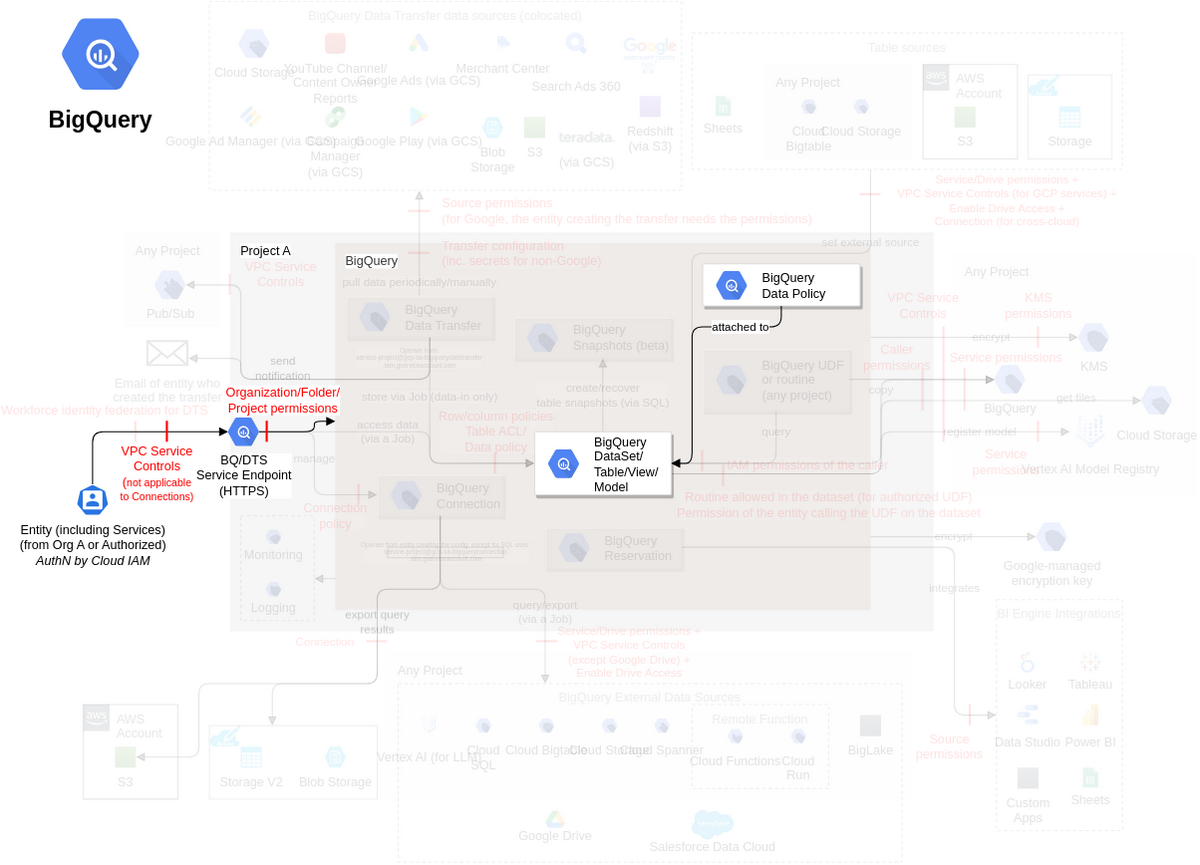 BigQuery
BigQuery Data Transfer data sources (colocated)
Cloud Storage
YouTube Channel/
Content Owner
Reports
Google Ads (via GCS)
Merchant Center
Search Ads 360
Google
Google Ad Manager (via GCS)
Campaign
Manager
(via GCS)
Google Play (via GCS)
Blob
Storage
S3
teradata.
(via GCS)
Redshift
(via S3)
Table sources
Sheets
Any Project
Cloud
Bigtable
Cloud Storage
aws
AWS
Account
S3
Storage
Service/Drive permissions +
VPC Service Controls (for GCP services) +
Enable Drive Access +
Connection (for cross-cloud)
Source permissions
(for Google, the entity creating the transfer needs the permissions)
Transfer configuration
(inc. secrets for non-Google)
set external source
Any Project
Pub/Sub
VPC Service
Controls
Project A
BigQuery
pull data periodically/manually
BigQuery
Data Transfer
BigQuery
Snapshots (beta)
BigQuery
Data Policy
attached to
BigQuery UDF
or routine
(any project)
Any Project
VPC Service
Controls
KMS
permissions
encrypt
KMS
Caller
permissions
Service permissions
copy
BigQuery
get files
Cloud Storage
register model
Service
permissions
Vertex AI Model Registry
send
notification
Email of entity who
created the transfer
Workforce identity federation for DTS
Organization/Folder/
Project permissions
store via Job (data-in only)
create/recover
table snapshots (via SQL)
access data
(via a Job)
Row/column policies
Table ACL/
Data policy
query
manage
VPC Service
Controls
(not applicable
to Connections)
BQ/DTS
Service Endpoint
(HTTPS)
BigQuery
DataSet/
Table/View/
Model
IAM permissions of the caller
Routine allowed in the dataset (for authorized UDF)
Permission of the entity calling the UDF on the dataset
Entity (including Services)
(from Org A or Authorized)
AuthN by Cloud IAM
Connection
policy
BigQuery
Connection
BigQuery
Reservation
Monitoring
Logging
encrypt
Google-managed
encryption key
integrates
export query
results
query/export
(via a Job)
Connection
Service/Drive permissions +
VPC Service Controls
(except Google Drive) +
Enable Drive Access
BI Engine Integrations
Looker
Tableau
Data Studio
Power BI
Custom
Apps
Sheets
Source
permissions
aws
AWS
Account
S3
Storage V2
Blob Storage
Any Project
BigQuery External Data Sources
Vertex AI (for LLM)
Cloud
SQL
Cloud Bigtable
Cloud Storage
Cloud Spanner
Remote Function
Cloud Functions
Cloud
Run
BigLake
Google Drive
Salesforce Data Cloud